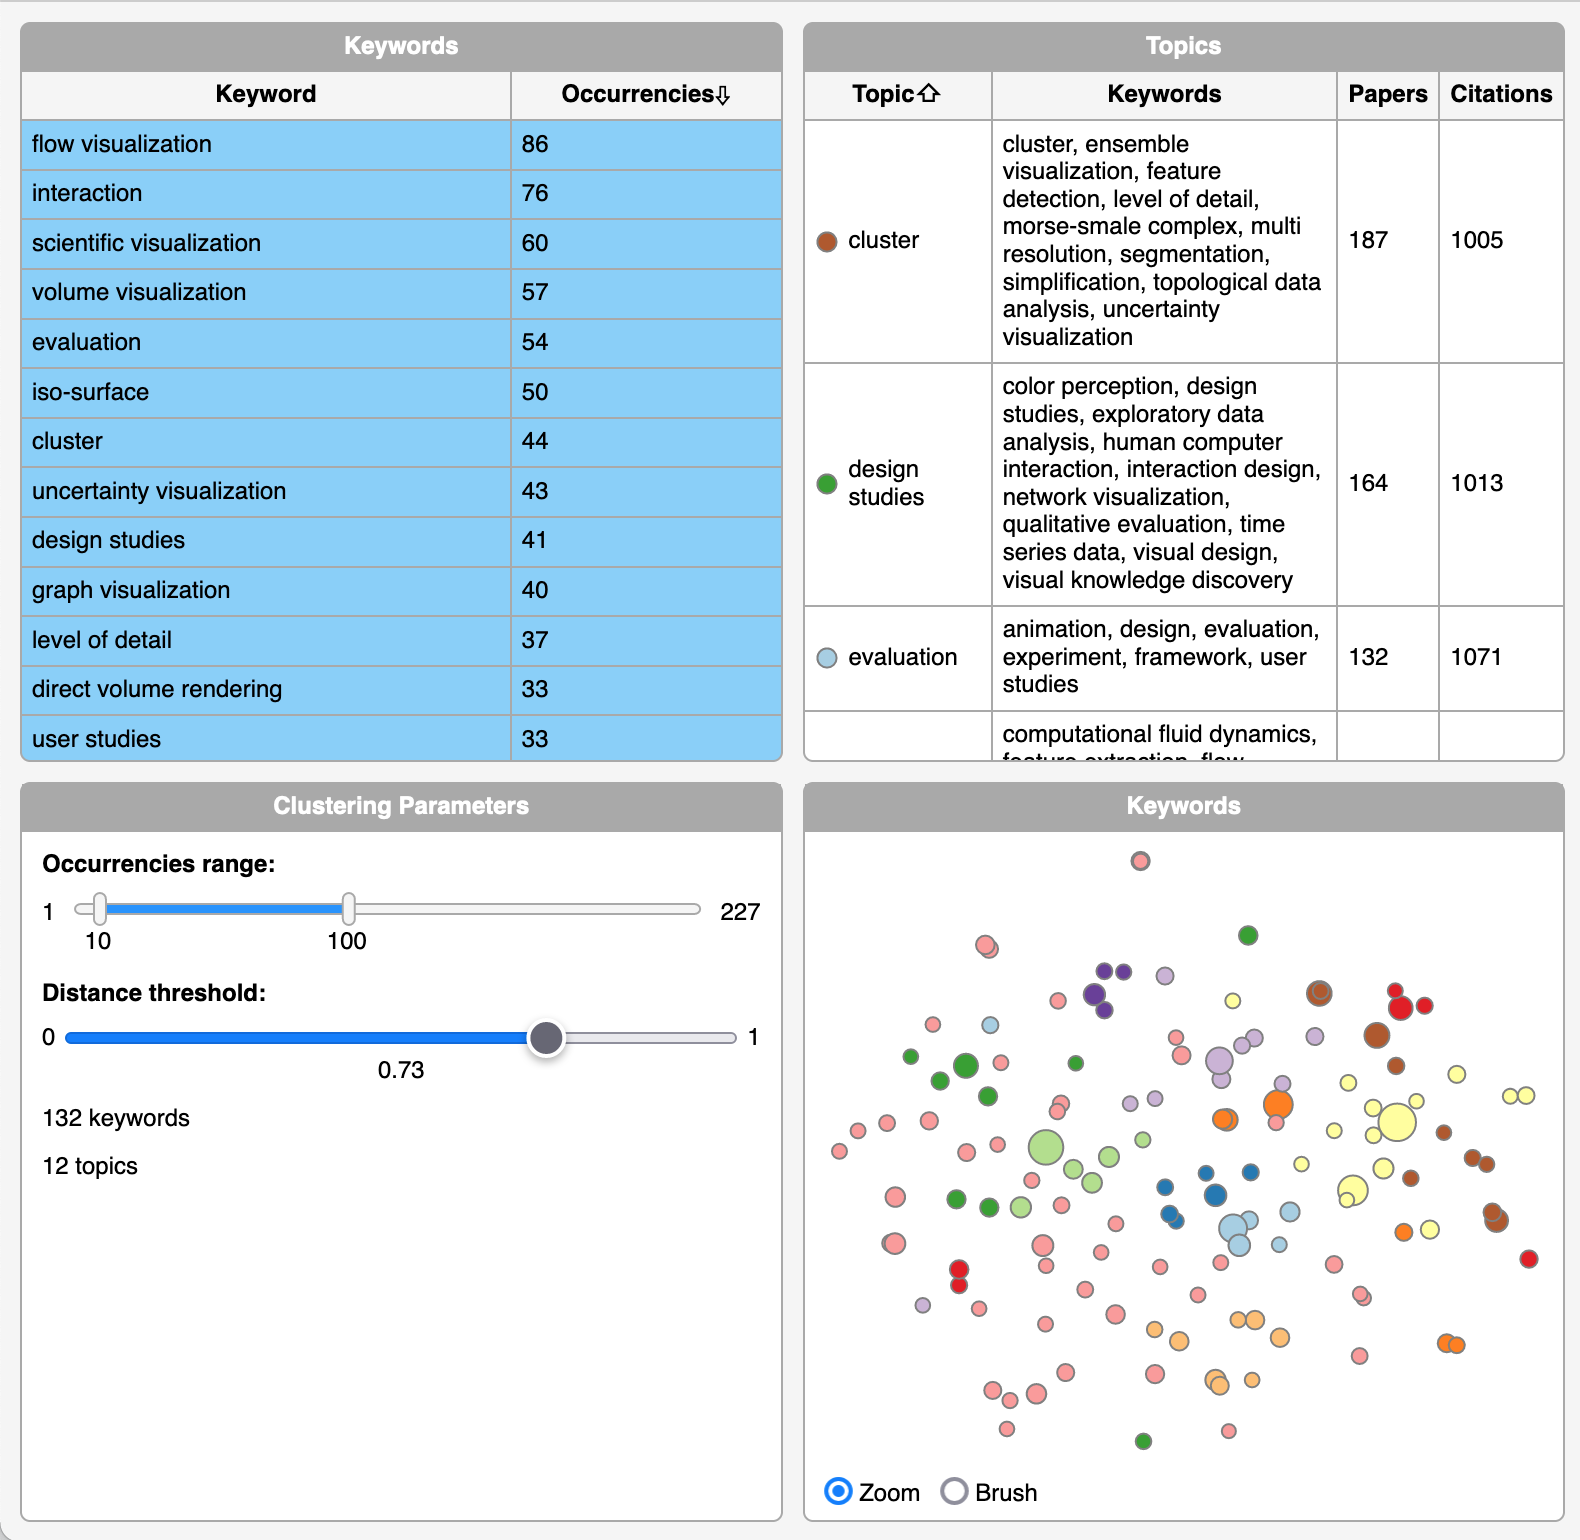 Keywords
Keyword Occurrencies⇩
flow visualization 86
interaction 76
scientific visualization 60
volume visualization 57
evaluation 54
iso-surface 50
cluster 44
uncertainty visualization 43
design studies 41
graph visualization 40
level of detail 37
direct volume rendering 33
user studies 33
Topics
Topic⇧ Keywords Papers Citations
cluster, ensemble
visualization, feature
detection, level of detail,
morse-smale complex, multi
cluster 187 1005
resolution, segmentation,
simplification, topological data
analysis, uncertainty
visualization
color perception, design
studies, exploratory data
analysis, human computer
interaction, interaction design,
design
studies 164 1013
network visualization,
qualitative evaluation, time
series data, visual design,
visual knowledge discovery
animation, design, evaluation,
evaluation experiment, framework, user 132 1071
studies
computational fluid dynamics,
feature extraction, flow
Clustering Parameters
Occurrencies range:
1 227
10 100
Distance threshold:
0 1
0.73
132 keywords
12 topics
Keywords
Zoom Brush